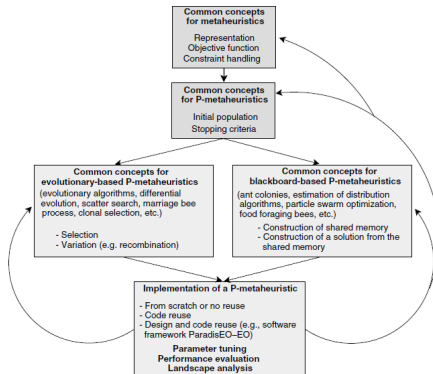 Common concepts
for metaheuristics
Representation
Objective function
Constraint handling
Common concepts
for P-metaheuristics
Initial population
Stopping criteria
Common concepts for
evolutionary-based P-metaheuristics
(evolutionary algorithms, differential
evolution, scatter search, marriage bee
process, clonal selection, etc.)
- Selection
- Variation (e.g. recombination)
Common concepts for
blackboard-based P-metaheuristics
(ant colonies, estimation of distribution
algorithms, particle swarm optimization,
food foraging bees, etc.)
- Construction of shared memory
- Construction of a solution from the
shared memory
Implementation of a P-metaheuristic
- From scratch or no reuse
- Code reuse
- Design and code reuse (e.g., software
framework ParadisEO–EO)
Parameter tuning
Performance evaluation
Landscape analysis